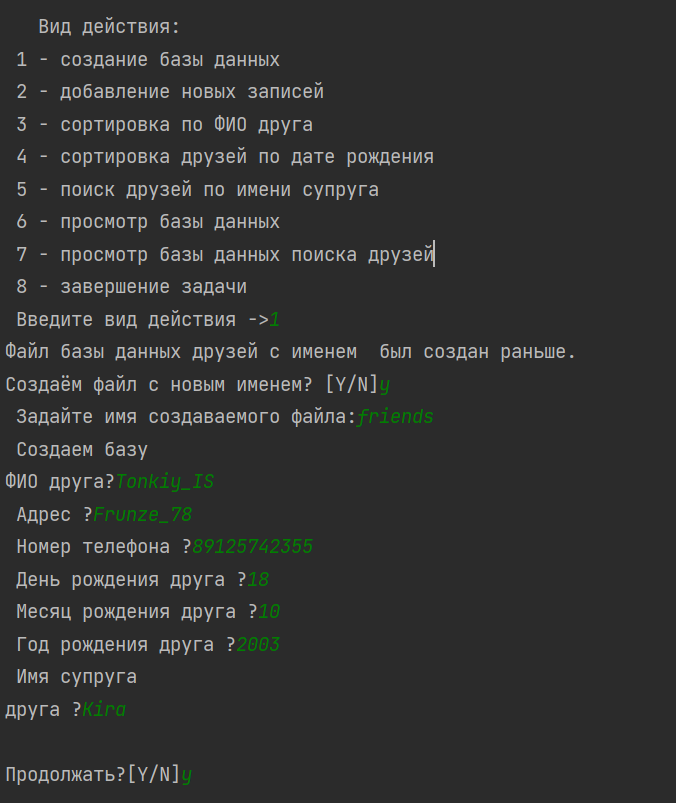 Вид действия:
1 - создание базы данных
2 - добавление новых записей
3 - сортировка по ФИО друга
4 - сортировка друзей по дате рождения
5 - поиск друзей по имени супруга
6 - просмотр базы данных
7 - просмотр базы данных поиска друзей
8 - завершение задачи
Введите вид действия ->1
Файл базы данных друзей с именем  был создан раньше.
Создаём файл с новым именем? [Y/N]y
Задайте имя создаваемого файла:friends
Создаем базу
ФИО друга?Tonkiy_IS
Адрес ?Frunze_78
Номер телефона ?89125742355
День рождения друга ?18
Месяц рождения друга ?10
Год рождения друга ?2003
Имя супруга
друга ?Kira
Продолжать?[Y/N]y